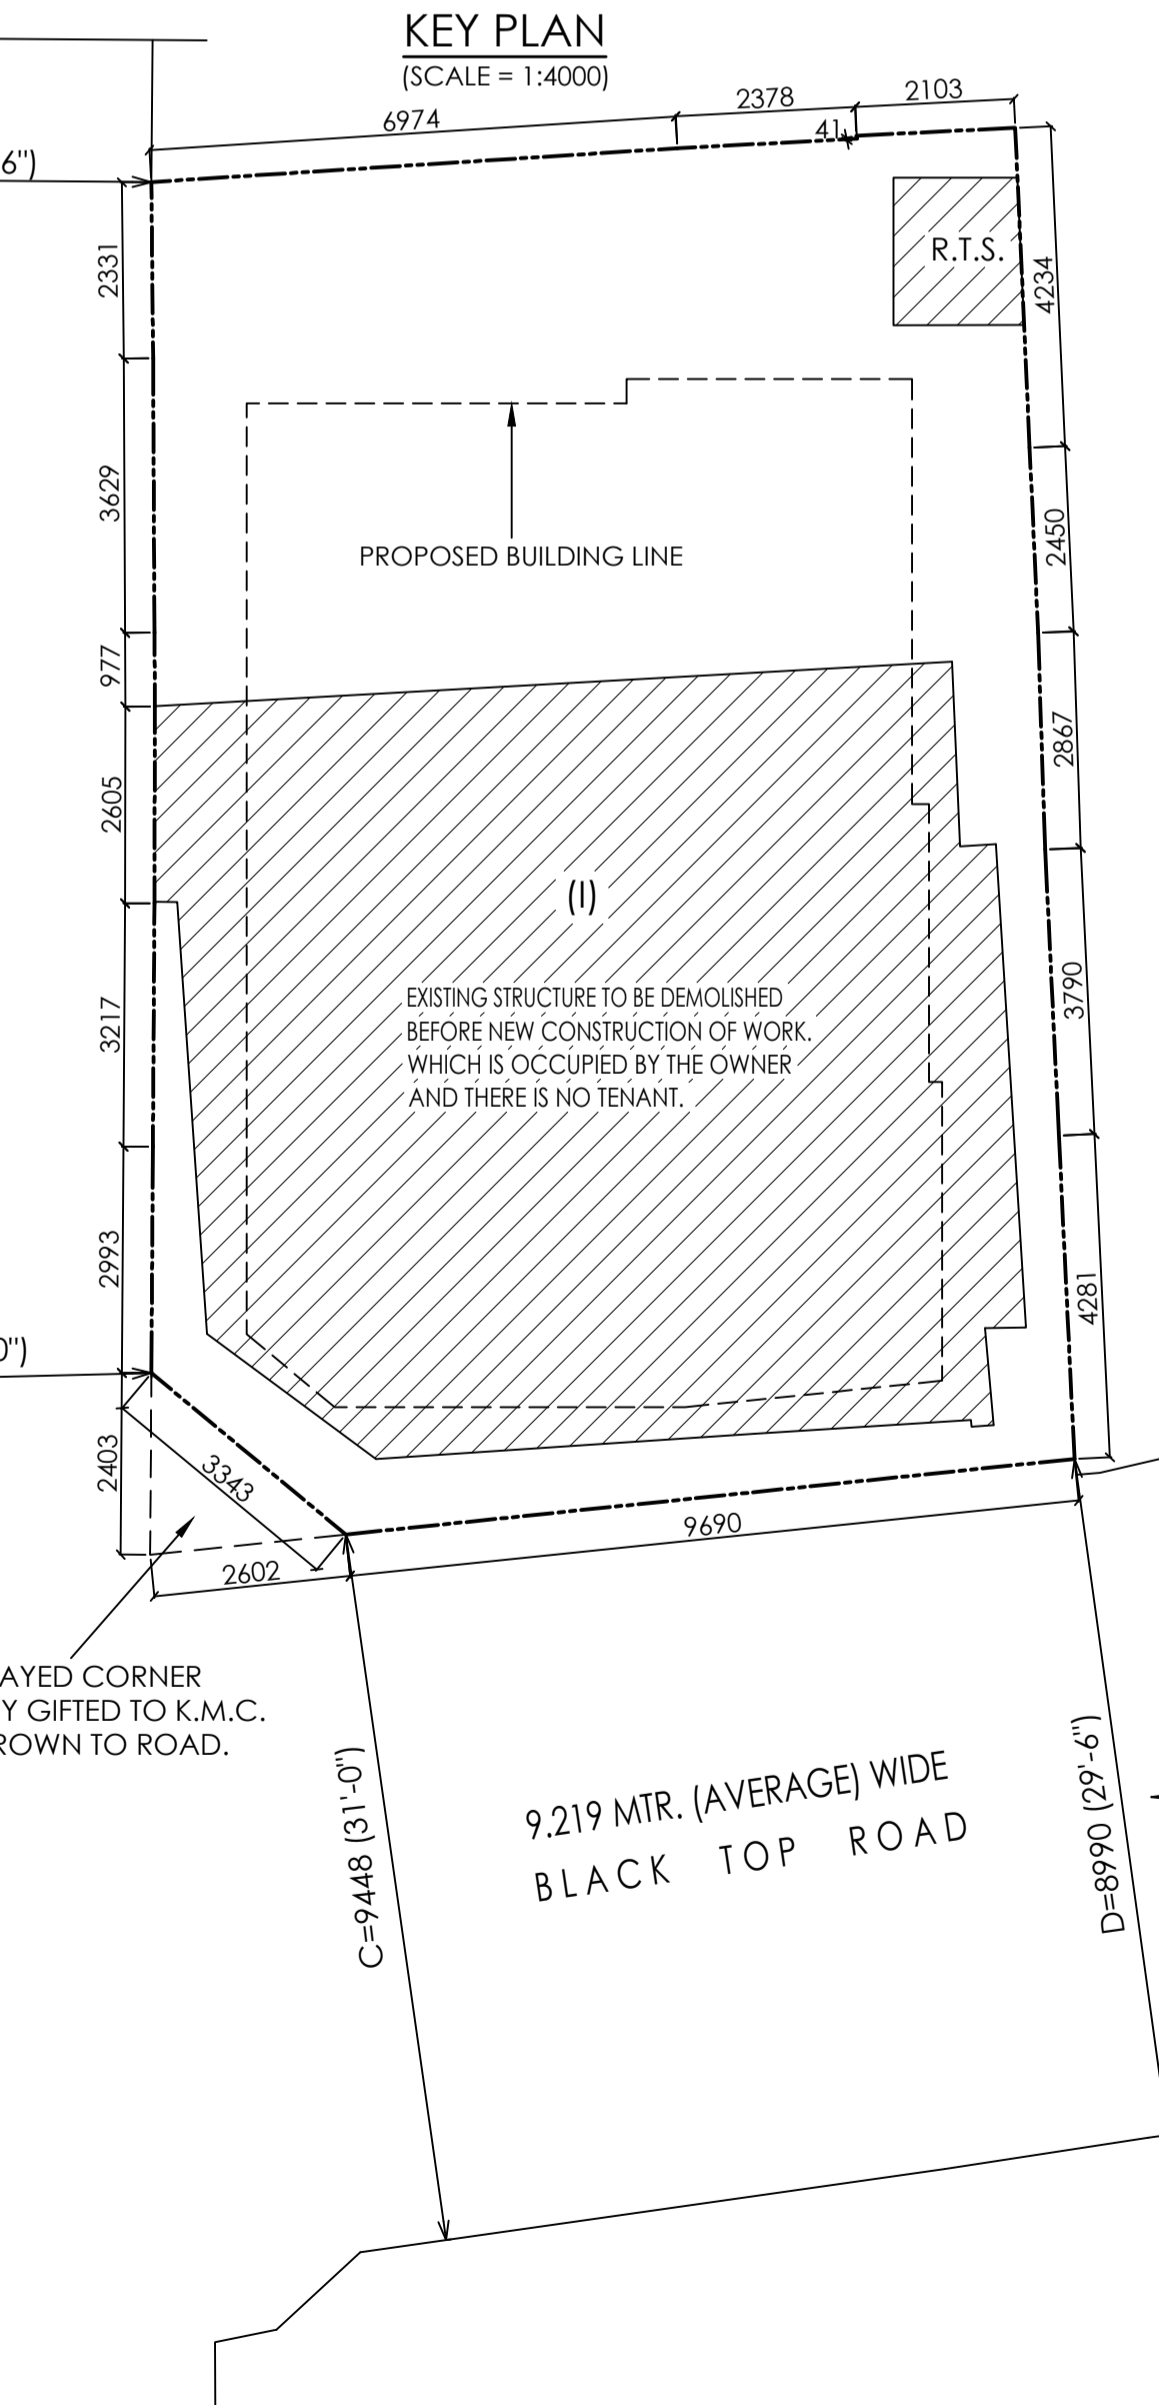 KEY PLAN
(SCALE = 1:4000)
6974
2378
2103
41
6")
2331
R.T.S.
4234
3629
2450
PROPOSED BUILDING LINE
977
2867
2605
(I)
EXISTING STRUCTURE TO BE DEMOLISHED
BEFORE NEW CONSTRUCTION OF WORK.
WHICH IS OCCUPIED BY THE OWNER
AND THERE IS NO TENANT.
3790
3217
2993
4281
0")
2403
3343
9690
2602
AYED CORNER
Y GIFTED TO K.M.C.
ROWN TO ROAD.
C=9448 (31'-0")
9.219 MTR. (AVERAGE) WIDE
BLACK TOP ROAD
D=8990 (29'-6")